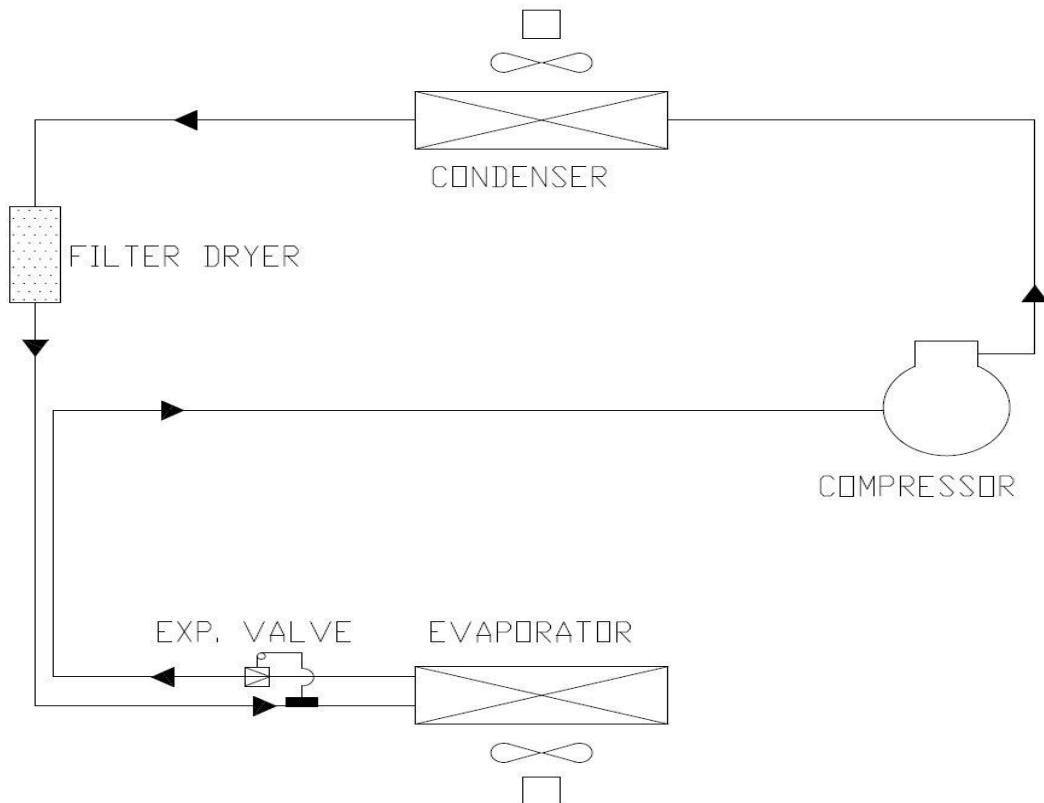 CONDENSER
FILTER DRYER
COMPRESSOR
EXP. VALVE
EVAPORATOR